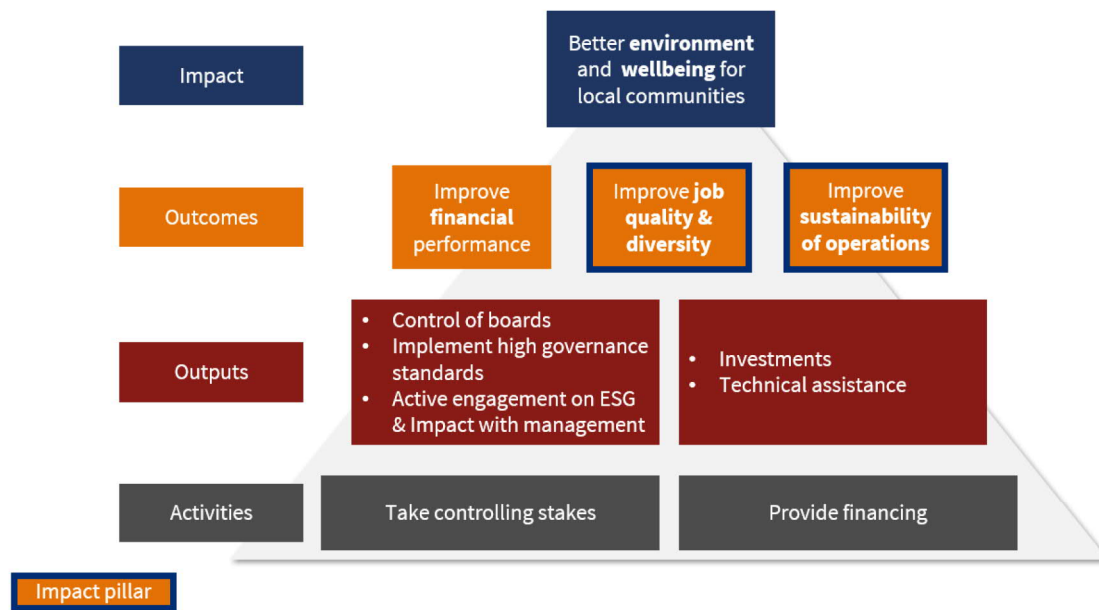 Impact
Better environment
and wellbeing for
local communities
Outcomes
Improve
financial
performance
Improve job
quality &
diversity
Improve
sustainability
of operations
Outputs
• Control of boards
• Implement high governance
standards
• Active engagement on ESG
& Impact with management
• Investments
• Technical assistance
Activities
Take controlling stakes
Provide financing
Impact pillar